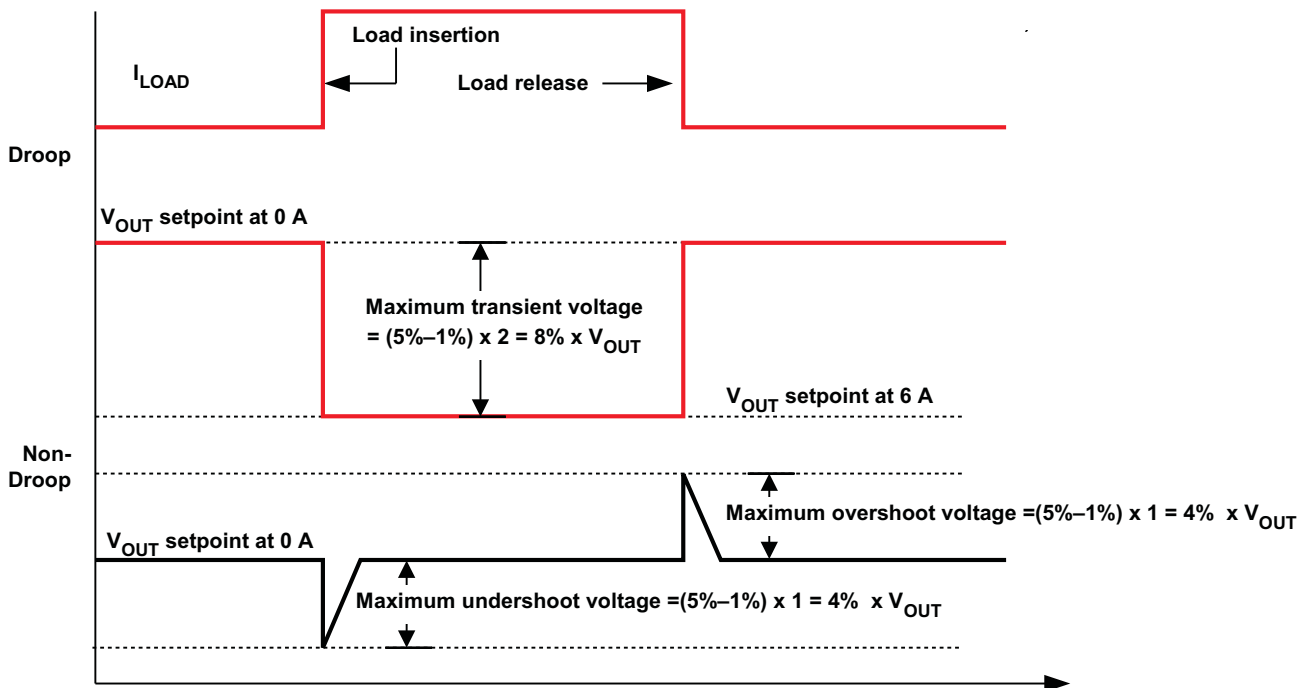 Load insertion
I_LOAD
Load release
Droop
V_OUT setpoint at 0 A
Maximum transient voltage
= (5%–1%) x 2 = 8% x V_OUT
V_OUT setpoint at 6 A
Non-
Droop
Maximum overshoot voltage =(5%–1%) x 1 = 4% x V_OUT
V_OUT setpoint at 0 A
Maximum undershoot voltage =(5%–1%) x 1 = 4% x V_OUT